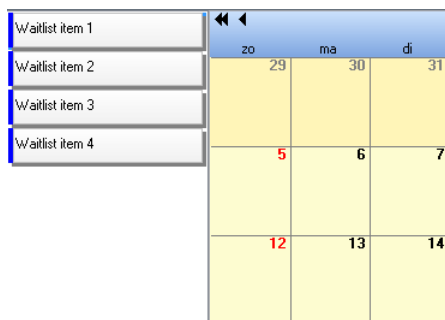 Waitlist item 1
Waitlist item 2
Waitlist item 3
Waitlist item 4
zo ma di
29 30 31
5 6 7
12 13 14